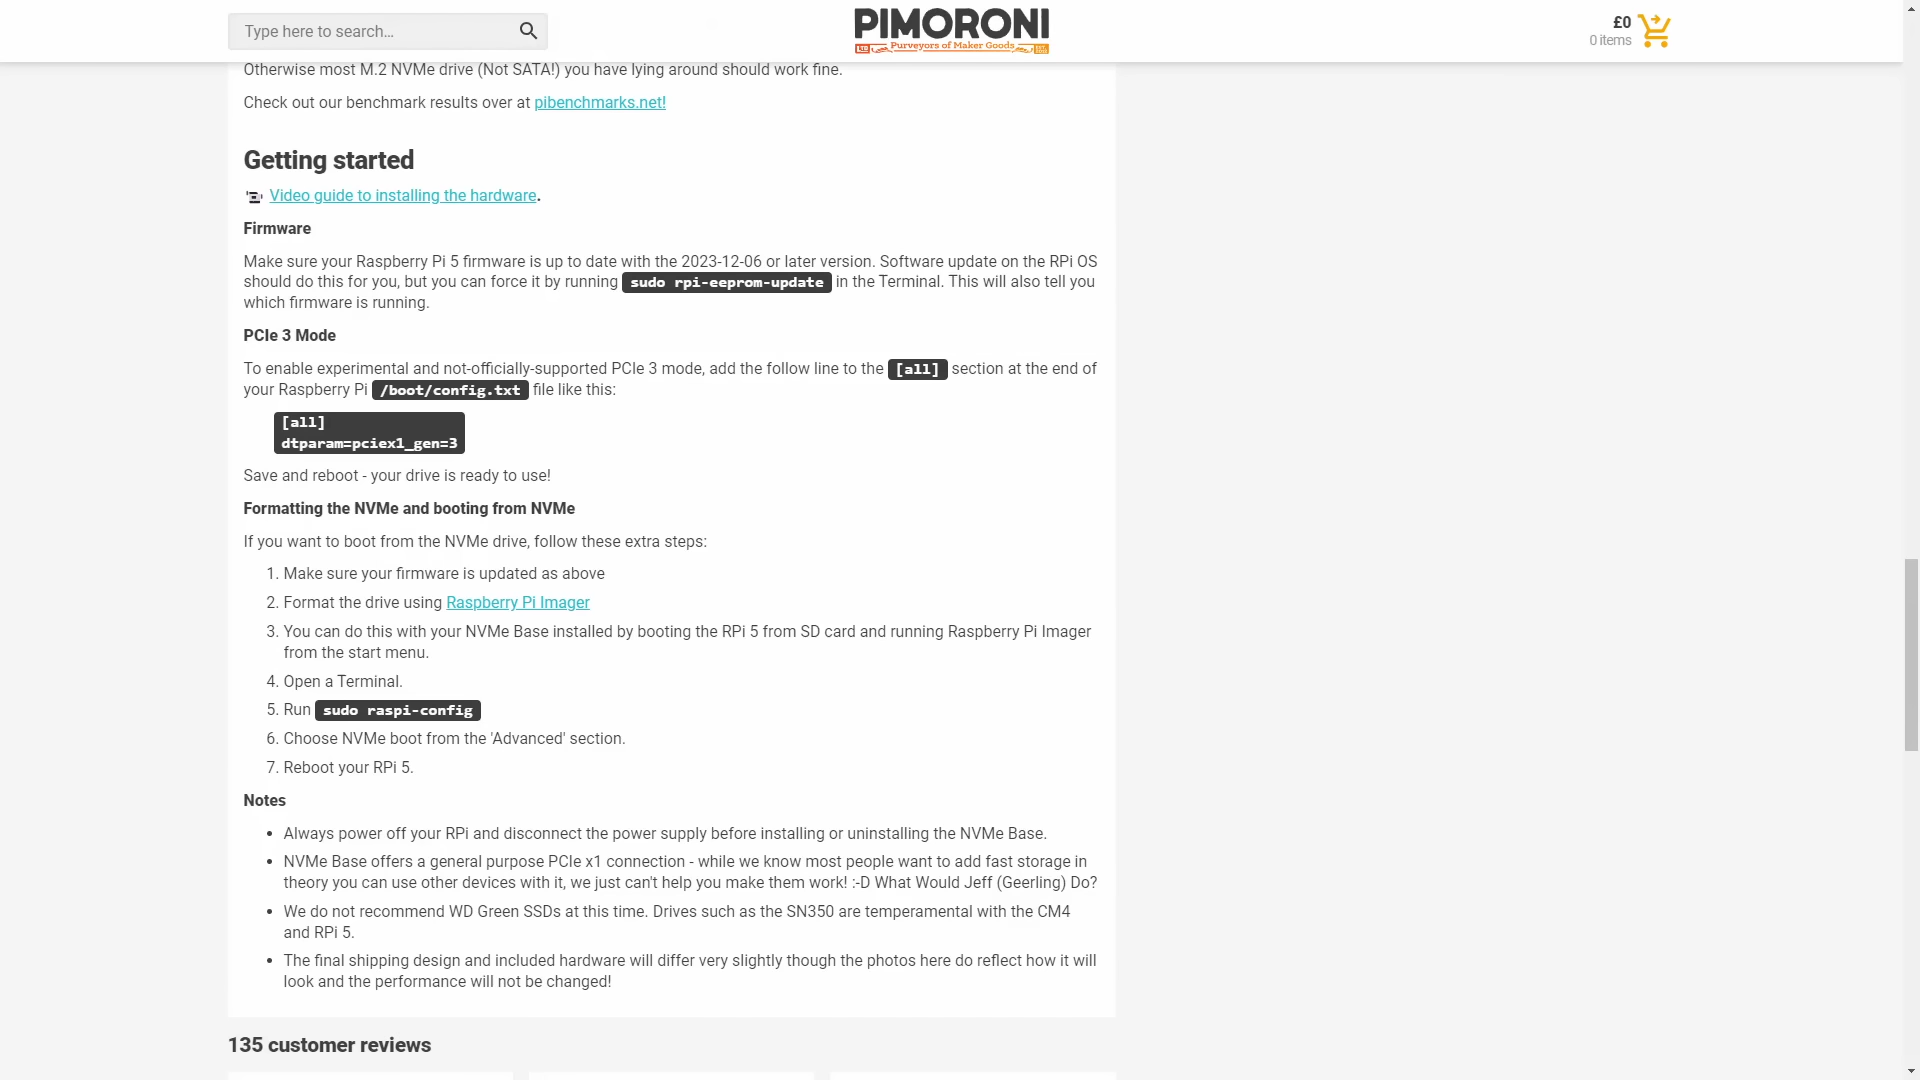 Type here to search...
PIMORONI
Purveyors of Maker Goods
£0
0 items
Otherwise most M.2 NVMe drive (Not SATA!) you have lying around should work fine.
Check out our benchmark results over at pibenchmarks.net!
Getting started
Video guide to installing the hardware.
Firmware
Make sure your Raspberry Pi 5 firmware is up to date with the 2023-12-06 or later version. Software update on the RPi OS
should do this for you, but you can force it by running sudo rpi-eeprom-update in the Terminal. This will also tell you
which firmware is running.
PCIe 3 Mode
To enable experimental and not-officially-supported PCIe 3 mode, add the follow line to the [all] section at the end of
your Raspberry Pi /boot/config.txt file like this:
[all]
dtparam=pciex1_gen=3
Save and reboot - your drive is ready to use!
Formatting the NVMe and booting from NVMe
If you want to boot from the NVMe drive, follow these extra steps:
1. Make sure your firmware is updated as above
2. Format the drive using Raspberry Pi Imager
3. You can do this with your NVMe Base installed by booting the RPi 5 from SD card and running Raspberry Pi Imager
from the start menu.
4. Open a Terminal.
5. Run sudo raspi-config
6. Choose NVMe boot from the 'Advanced' section.
7. Reboot your RPi 5.
Notes
• Always power off your RPi and disconnect the power supply before installing or uninstalling the NVMe Base.
• NVMe Base offers a general purpose PCIe x1 connection - while we know most people want to add fast storage in
theory you can use other devices with it, we just can't help you make them work! :-D What Would Jeff (Geerling) Do?
• We do not recommend WD Green SSDs at this time. Drives such as the SN350 are temperamental with the CM4
and RPi 5.
• The final shipping design and included hardware will differ very slightly though the photos here do reflect how it will
look and the performance will not be changed!
135 customer reviews